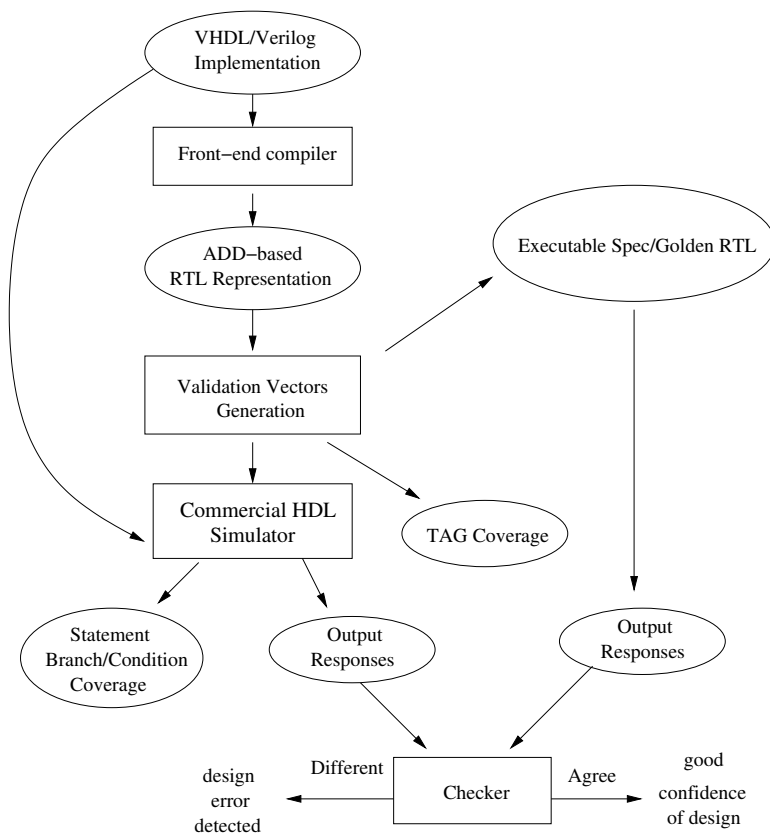 VHDL/Verilog
Implementation
Front−end compiler
ADD−based
RTL Representation
Executable Spec/Golden RTL
Validation Vectors
Generation
Commercial HDL
Simulator
TAG Coverage
Statement
Branch/Condition
Coverage
Output
Responses
Output
Responses
Different
Checker
Agree
design
error
detected
good
confidence
of design